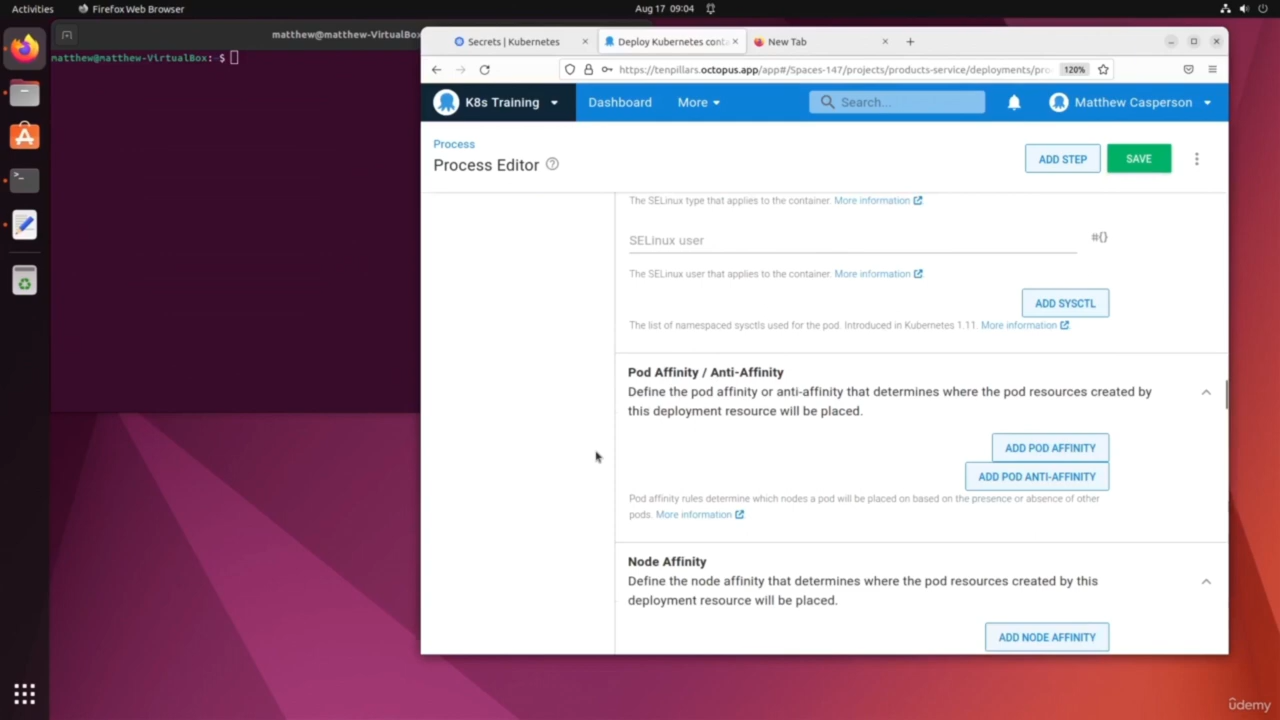 Activities
Firefox Web Browser
Aug 17 09:04
matthew@matthew-VirtualBox
matthew@matthew-VirtualBox:~$
Secrets | Kubernetes
Deploy Kubernetes conta
New Tab
https://tenpillars.octopus.app/app#/Spaces-147/projects/products-service/deployments/pro
120%
K8s Training
Dashboard
More
Search...
Matthew Casperson
Process
Process Editor
ADD STEP
SAVE
The SELinux type that applies to the container. More information
SELinux user
#{}
The SELinux user that applies to the container. More information
ADD SYSCTL
The list of namespaced sysctls used for the pod. Introduced in Kubernetes 1.11. More information
Pod Affinity / Anti-Affinity
Define the pod affinity or anti-affinity that determines where the pod resources created by
this deployment resource will be placed.
ADD POD AFFINITY
ADD POD ANTI-AFFINITY
Pod affinity rules determine which nodes a pod will be placed on based on the presence or absence of other
pods. More information
Node Affinity
Define the node affinity that determines where the pod resources created by this
deployment resource will be placed.
ADD NODE AFFINITY
ûdemy